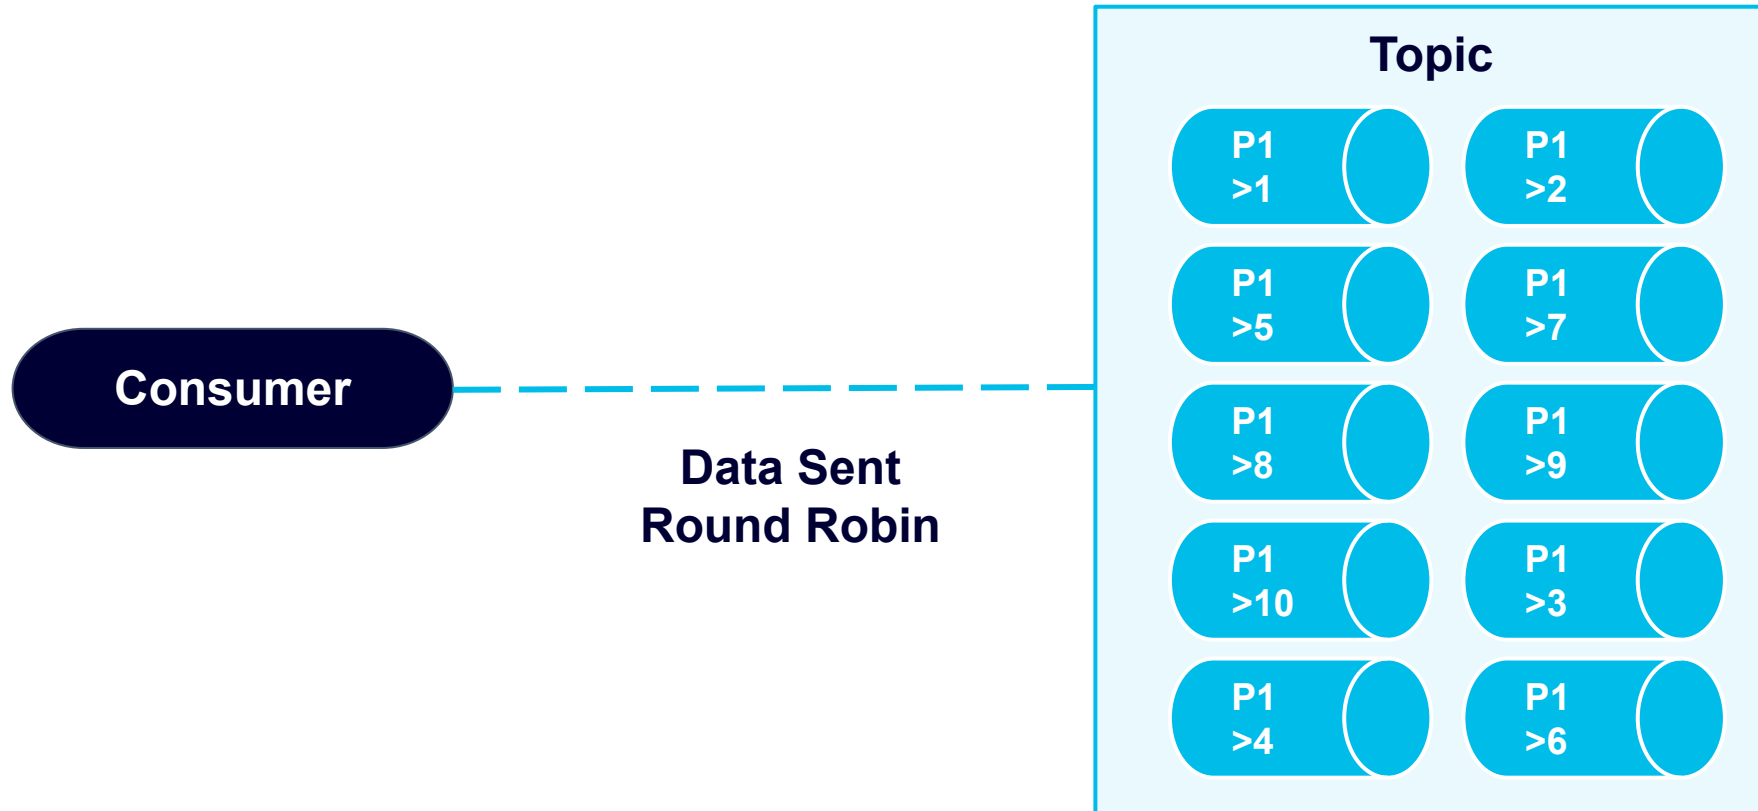 Topic
P1
>1
P1
>2
P1
>5
P1
>7
Consumer
Data Sent
Round Robin
P1
>8
P1
>9
P1
>10
P1
>3
P1
>4
P1
>6